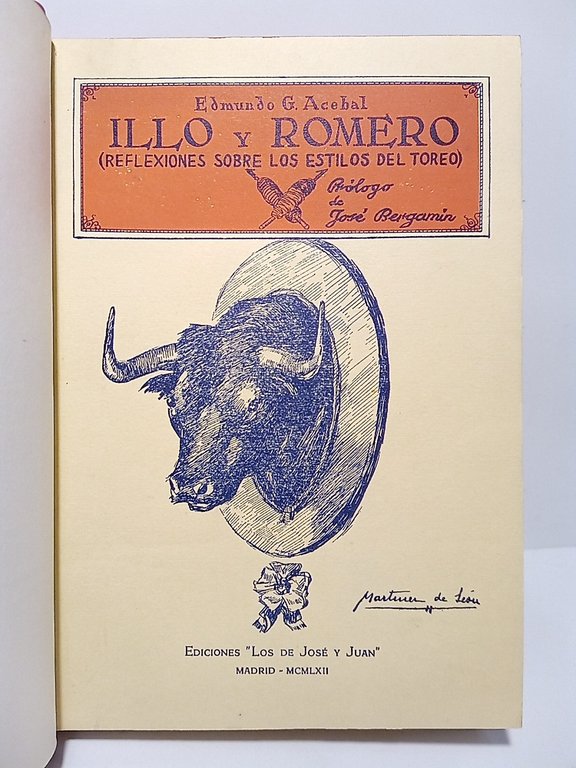 Edmundo G. Acebal
ILLO Y ROMERO
(REFLEXIONES SOBRE LOS ESTILOS DEL TOREO)
Prólogo
de
José Bergamín
Martinez de León
EDICIONES "LOS DE JOSÉ Y JUAN"
MADRID - MCMLXII